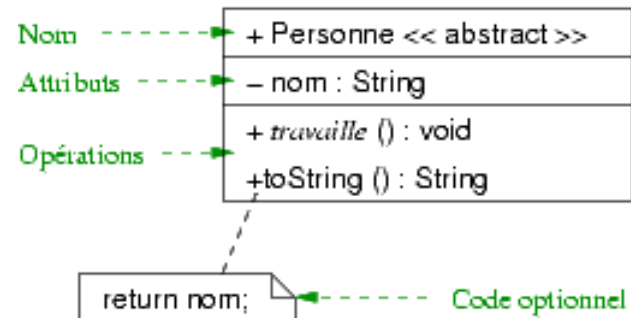 Nom
+ Personne << abstract >>
Attributs
– nom : String
Opérations
+ travaille () : void
+toString () : String
return nom;
Code optionnel